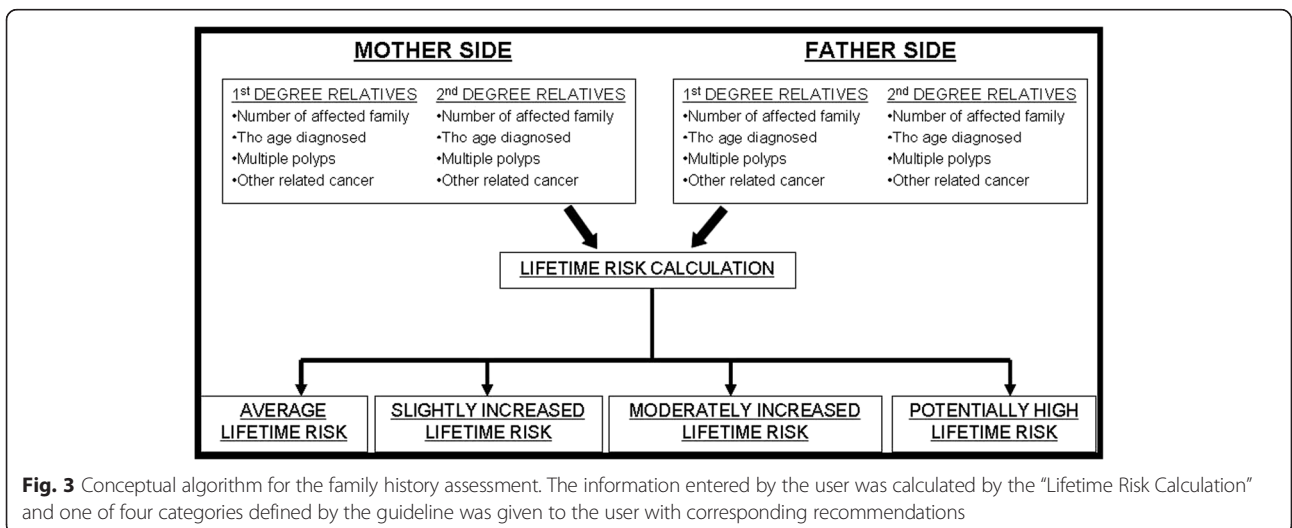 MOTHER SIDE
1st DEGREE RELATIVES
•Number of affected family
•The age diagnosed
•Multiple polyps
•Other related cancer
2nd DEGREE RELATIVES
•Number of affected family
•The age diagnosed
•Multiple polyps
•Other related cancer
FATHER SIDE
1st DEGREE RELATIVES
•Number of affected family
•The age diagnosed
•Multiple polyps
•Other related cancer
2nd DEGREE RELATIVES
•Number of affected family
•The age diagnosed
•Multiple polyps
•Other related cancer
LIFETIME RISK CALCULATION
AVERAGE
LIFETIME RISK
SLIGHTLY INCREASED
LIFETIME RISK
MODERATELY INCREASED
LIFETIME RISK
POTENTIALLY HIGH
LIFETIME RISK
Fig. 3 Conceptual algorithm for the family history assessment. The information entered by the user was calculated by the “Lifetime Risk Calculation”
and one of four categories defined by the guideline was given to the user with corresponding recommendations